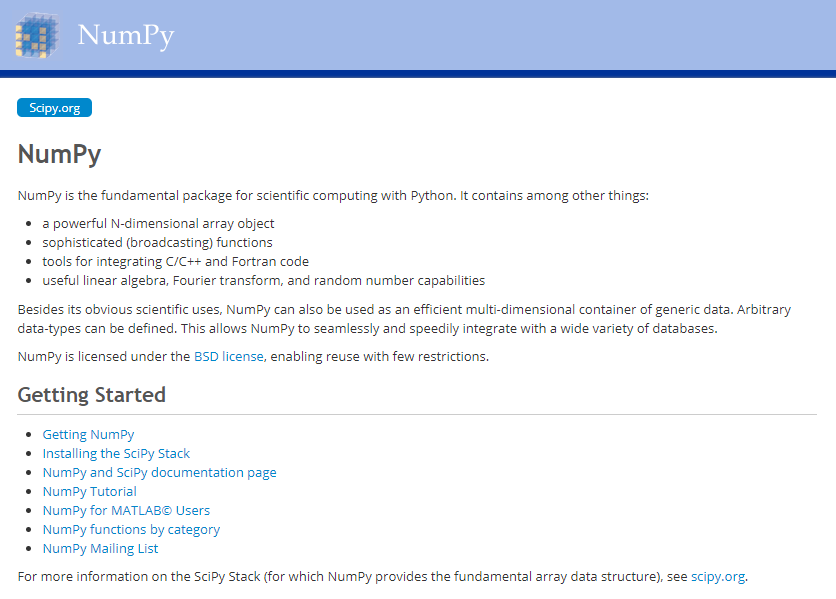 NumPy
Scipy.org
NumPy
NumPy is the fundamental package for scientific computing with Python. It contains among other things:
a powerful N-dimensional array object
sophisticated (broadcasting) functions
tools for integrating C/C++ and Fortran code
useful linear algebra, Fourier transform, and random number capabilities
Besides its obvious scientific uses, NumPy can also be used as an efficient multi-dimensional container of generic data. Arbitrary
data-types can be defined. This allows NumPy to seamlessly and speedily integrate with a wide variety of databases.
NumPy is licensed under the BSD license, enabling reuse with few restrictions.
Getting Started
Getting NumPy
Installing the SciPy Stack
NumPy and SciPy documentation page
NumPy Tutorial
NumPy for MATLAB© Users
NumPy functions by category
NumPy Mailing List
For more information on the SciPy Stack (for which NumPy provides the fundamental array data structure), see scipy.org.